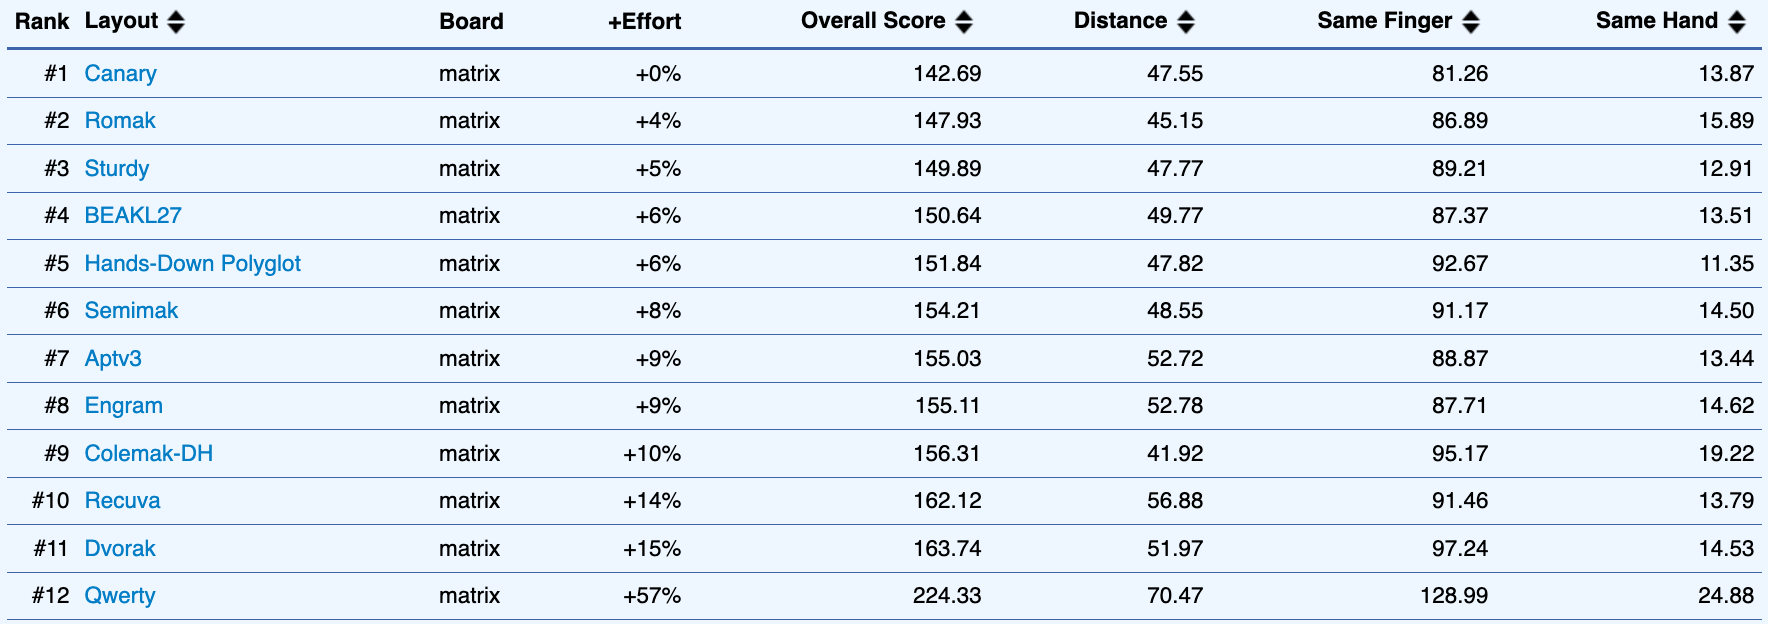 Rank Layout Board +Effort Overall Score Distance Same Finger Same Hand
#1 Canary matrix +0% 142.69 47.55 81.26 13.87
#2 Romak matrix +4% 147.93 45.15 86.89 15.89
#3 Sturdy matrix +5% 149.89 47.77 89.21 12.91
#4 BEAKL27 matrix +6% 150.64 49.77 87.37 13.51
#5 Hands-Down Polyglot matrix +6% 151.84 47.82 92.67 11.35
#6 Semimak matrix +8% 154.21 48.55 91.17 14.50
#7 Aptv3 matrix +9% 155.03 52.72 88.87 13.44
#8 Engram matrix +9% 155.11 52.78 87.71 14.62
#9 Colemak-DH matrix +10% 156.31 41.92 95.17 19.22
#10 Recuva matrix +14% 162.12 56.88 91.46 13.79
#11 Dvorak matrix +15% 163.74 51.97 97.24 14.53
#12 Qwerty matrix +57% 224.33 70.47 128.99 24.88